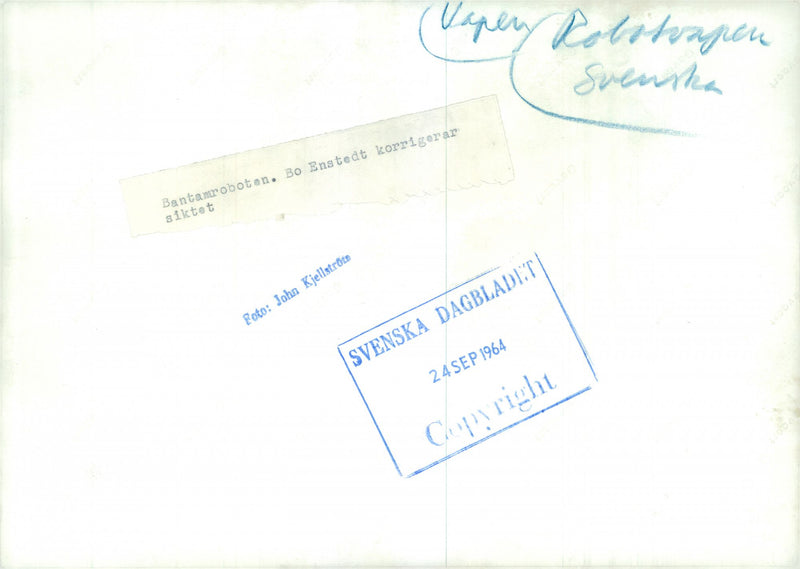 Vapen
Robotvapen
Svenska
Bantamroboten. Bo Enstedt korrigerar
siktet
Foto: John Kjellström
SVENSKA DAGBLADET
24 SEP 1964
Copyright